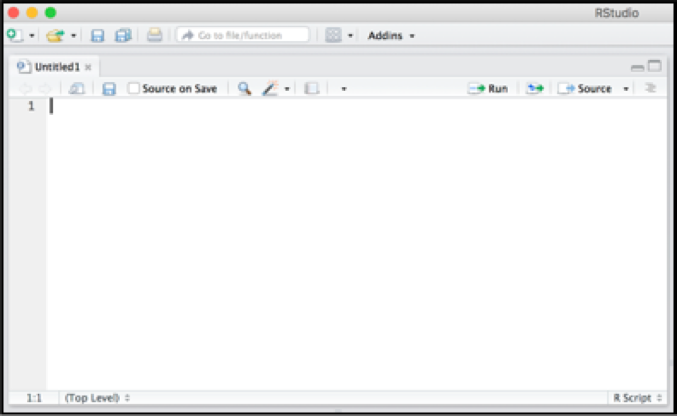 RStudio
Go to file/function Addins
Untitled1
Source on Save Run Source
1
1:1 (Top Level) R Script